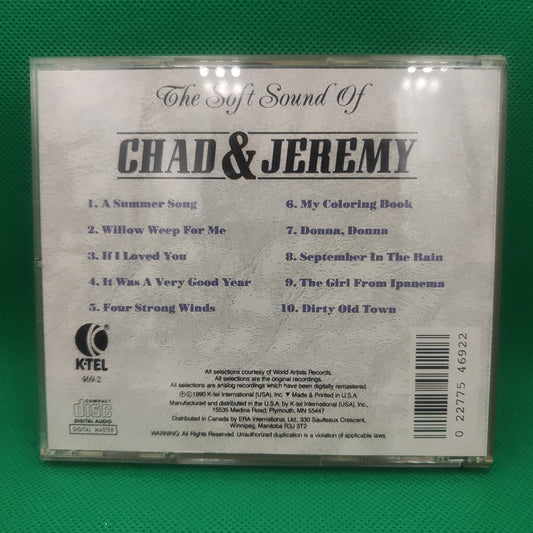 The Soft Sound Of
CHAD & JEREMY
1. A Summer Song
2. Willow Weep For Me
3. If I Loved You
4. It Was A Very Good Year
5. Four Strong Winds
6. My Coloring Book
7. Donna, Donna
8. September In The Rain
9. The Girl From Ipanema
10. Dirty Old Town
K
K-TEL
469-2
COMPACT
disc
DIGITAL AUDIO
DIGITAL MASTER
All selections courtesy of World Artists Records.
All selections are the original recordings.
All selections are analog recordings which have been digitally remastered.
Ⓟ©1990 K-tel International (USA), Inc. ▼ Made & Printed in U.S.A.
Manufactured and distributed in the U.S.A. by K-tel International (USA), Inc.
15535 Medina Road, Plymouth, MN 55447
Distributed in Canada by ERA International, Ltd., 330 Saulteaux Crescent,
Winnipeg, Manitoba R3J 3T2
WARNING: All Rights Reserved. Unauthorized duplication is a violation of applicable laws.
0 22775 46922